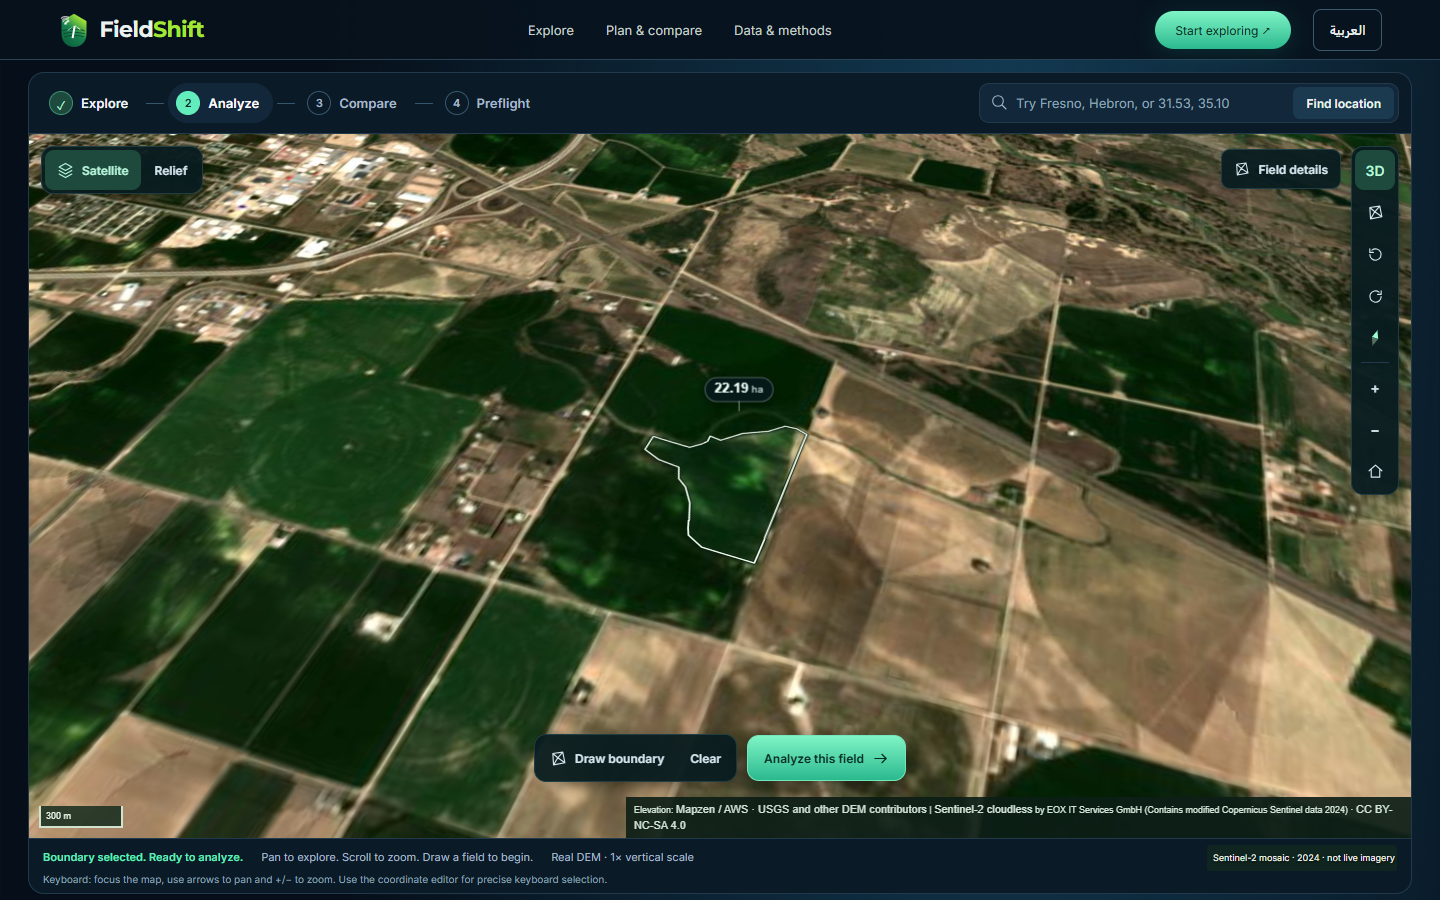 FieldShift
Explore
Plan & compare
Data & methods
Start exploring ↗
العربية
✓ Explore
2 Analyze
3 Compare
4 Preflight
Try Fresno, Hebron, or 31.53, 35.10
Find location
Satellite
Relief
Field details
3D
22.19 ha
+
−
Draw boundary
Clear
Analyze this field →
300 m
Elevation: Mapzen / AWS · USGS and other DEM contributors | Sentinel-2 cloudless by EOX IT Services GmbH (Contains modified Copernicus Sentinel data 2024) · CC BY-
NC-SA 4.0
Boundary selected. Ready to analyze.
Pan to explore. Scroll to zoom. Draw a field to begin.
Real DEM · 1× vertical scale
Sentinel-2 mosaic · 2024 · not live imagery
Keyboard: focus the map, use arrows to pan and +/− to zoom. Use the coordinate editor for precise keyboard selection.